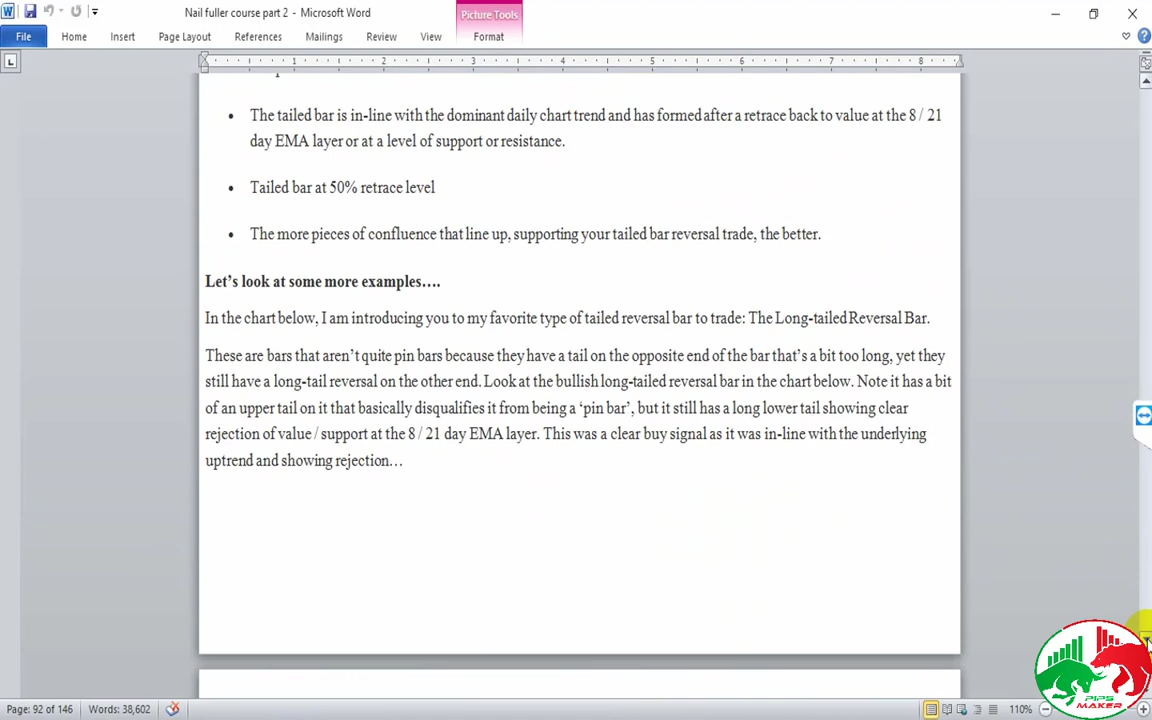 Nail fuller course part 2 - Microsoft Word
Picture Tools
File Home Insert Page Layout References Mailings Review View Format
1 2 3 4 5 6 7 8
• The tailed bar is in-line with the dominant daily chart trend and has formed after a retrace back to value at the 8 / 21
day EMA layer or at a level of support or resistance.
• Tailed bar at 50% retrace level
• The more pieces of confluence that line up, supporting your tailed bar reversal trade, the better.
Let’s look at some more examples….
In the chart below, I am introducing you to my favorite type of tailed reversal bar to trade: The Long-tailed Reversal Bar.
These are bars that aren’t quite pin bars because they have a tail on the opposite end of the bar that’s a bit too long, yet they
still have a long-tail reversal on the other end. Look at the bullish long-tailed reversal bar in the chart below. Note it has a bit
of an upper tail on it that basically disqualifies it from being a ‘pin bar’, but it still has a long lower tail showing clear
rejection of value / support at the 8 / 21 day EMA layer. This was a clear buy signal as it was in-line with the underlying
uptrend and showing rejection…
PIPS
MAKER
Page: 92 of 146 Words: 38,602 110%